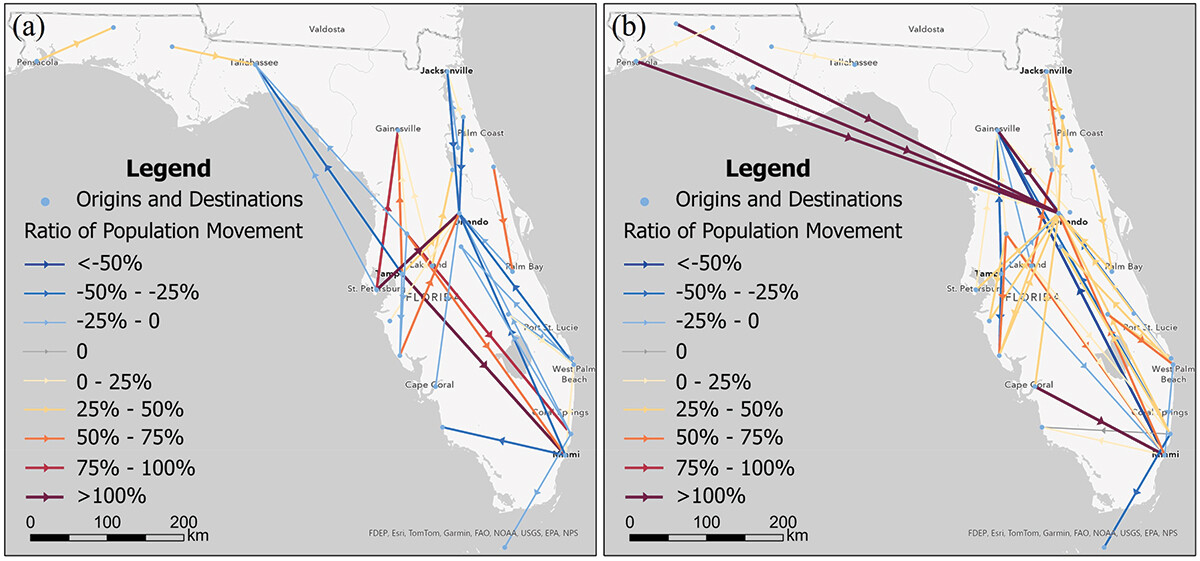 (a)
Valdosta
Pensacola
Tallahassee
Jacksonville
Gainesville
Palm Coast
Orlando
Lakeland
Palm Bay
Tampa
St. Petersburg
FLORIDA
Port St. Lucie
West Palm
Beach
Cape Coral
Coral Springs
Miami
Legend
Origins and Destinations
Ratio of Population Movement
<-50%
-50% - -25%
-25% - 0
0
0 - 25%
25% - 50%
50% - 75%
75% - 100%
>100%
0 100 200
km
FDEP, Esri, TomTom, Garmin, FAO, NOAA, USGS, EPA, NPS
(b)
Valdosta
Pensacola
Tallahassee
Jacksonville
Gainesville
Palm Coast
Orlando
Lakeland
Palm Bay
Tampa
St. Petersburg
FLORIDA
Port St. Lucie
West Palm
Beach
Cape Coral
Coral Springs
Miami
Legend
Origins and Destinations
Ratio of Population Movement
<-50%
-50% - -25%
-25% - 0
0
0 - 25%
25% - 50%
50% - 75%
75% - 100%
>100%
0 100 200
km
FDEP, Esri, TomTom, Garmin, FAO, NOAA, USGS, EPA, NPS